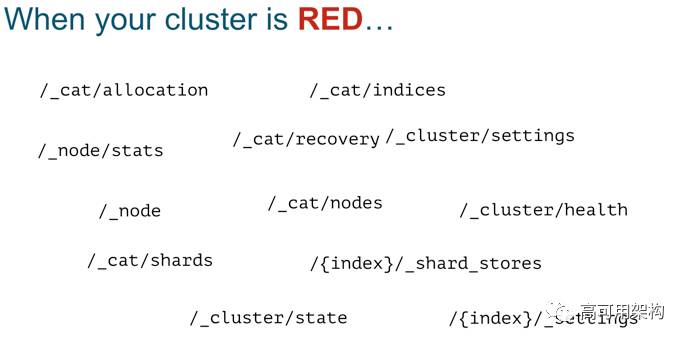 When your cluster is RED...
/_cat/allocation
/_cat/indices
/_node/stats
/_cat/recovery
/_cluster/settings
/_node
/_cat/nodes
/_cluster/health
/_cat/shards
/{index}/_shard_stores
/_cluster/state
/{index}/_settings
高可用架构